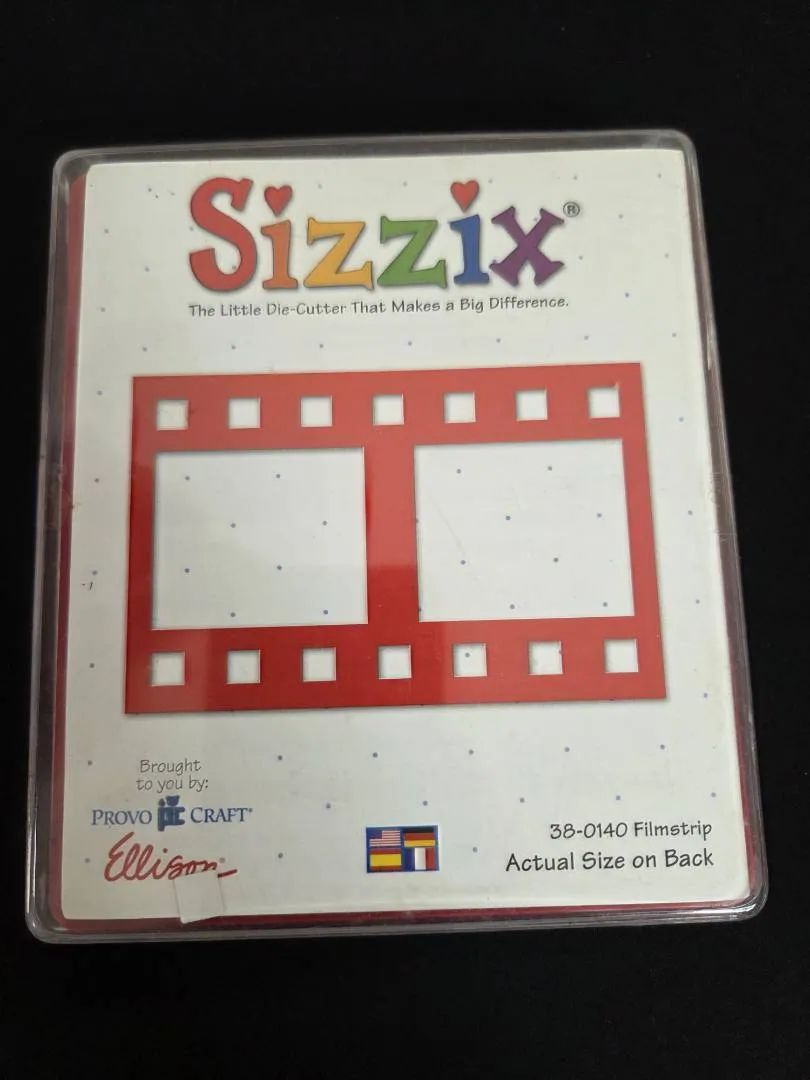 Sizzix®
The Little Die-Cutter That Makes a Big Difference.
Brought
to you by:
PROVO PC CRAFT®
Ellison®
38-0140 Filmstrip
Actual Size on Back